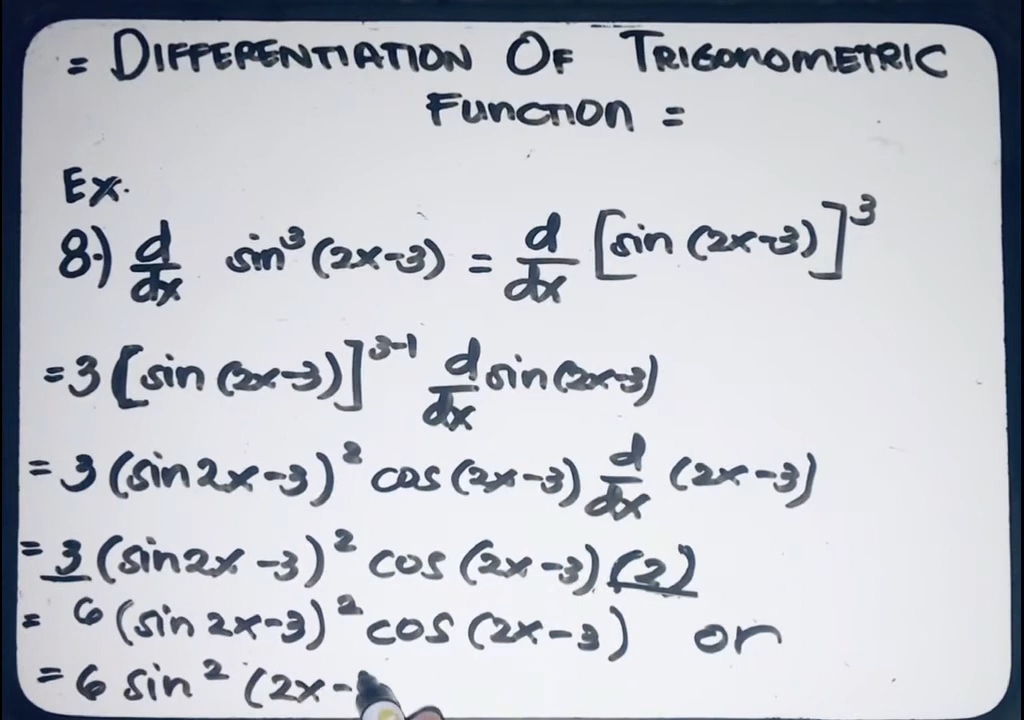 = DIFFERENTIATION OF TRIGONOMETRIC
FUNCTION =
Ex.
8.) d/dx sin³ (2x-3) = d/dx [sin (2x-3)]³
= 3 [sin (2x-3)]³⁻¹ d/dx sin (2x-3)
= 3 (sin 2x-3)² cos (2x-3) d/dx (2x-3)
= 3 (sin 2x-3)² cos (2x-3) (2)
= 6 (sin 2x-3)² cos (2x-3) or
= 6 sin² (2x-